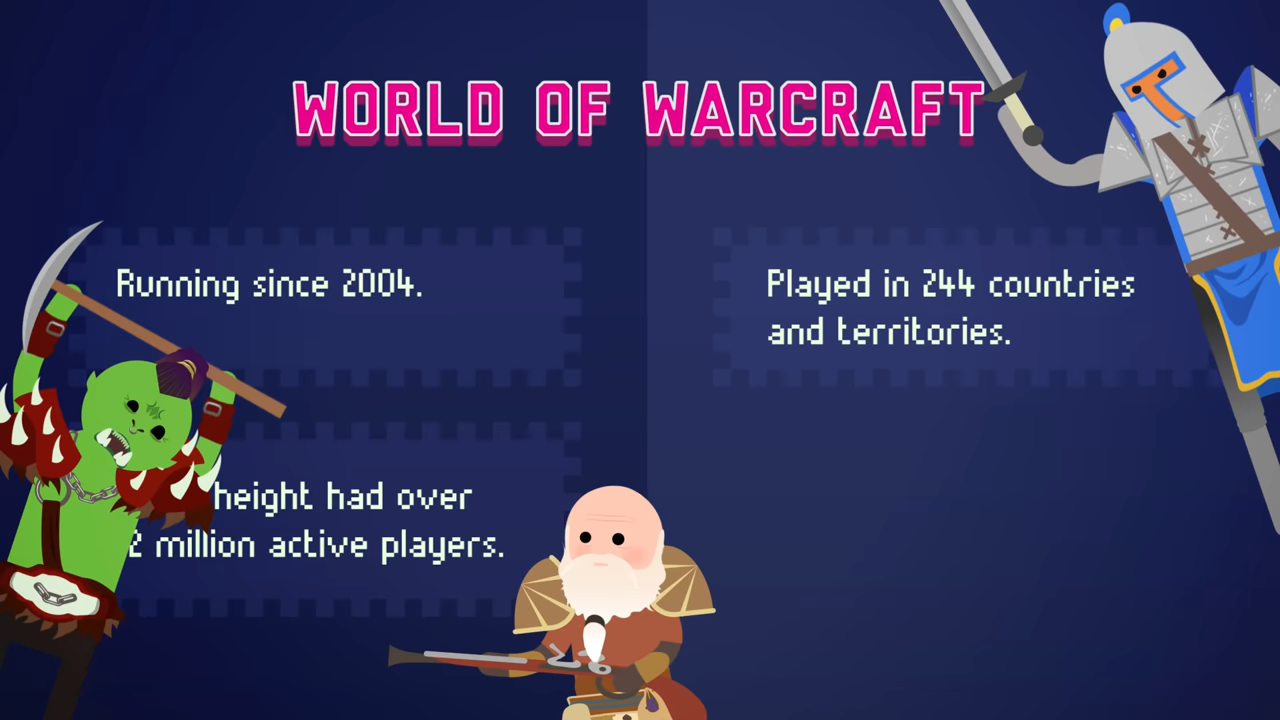 WORLD OF WARCRAFT
Running since 2004.
Played in 244 countries
and territories.
height had over
2 million active players.